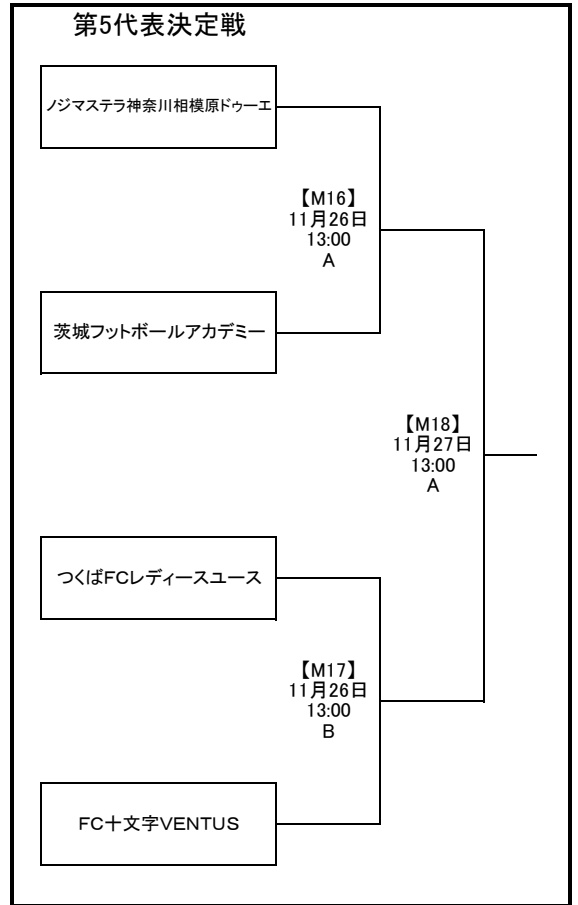 第5代表決定戦
ノジマステラ神奈川相模原ドゥーエ
【M16】
11月26日
13:00
A
茨城フットボールアカデミー
【M18】
11月27日
13:00
A
つくばFCレディースユース
【M17】
11月26日
13:00
B
FC十文字VENTUS